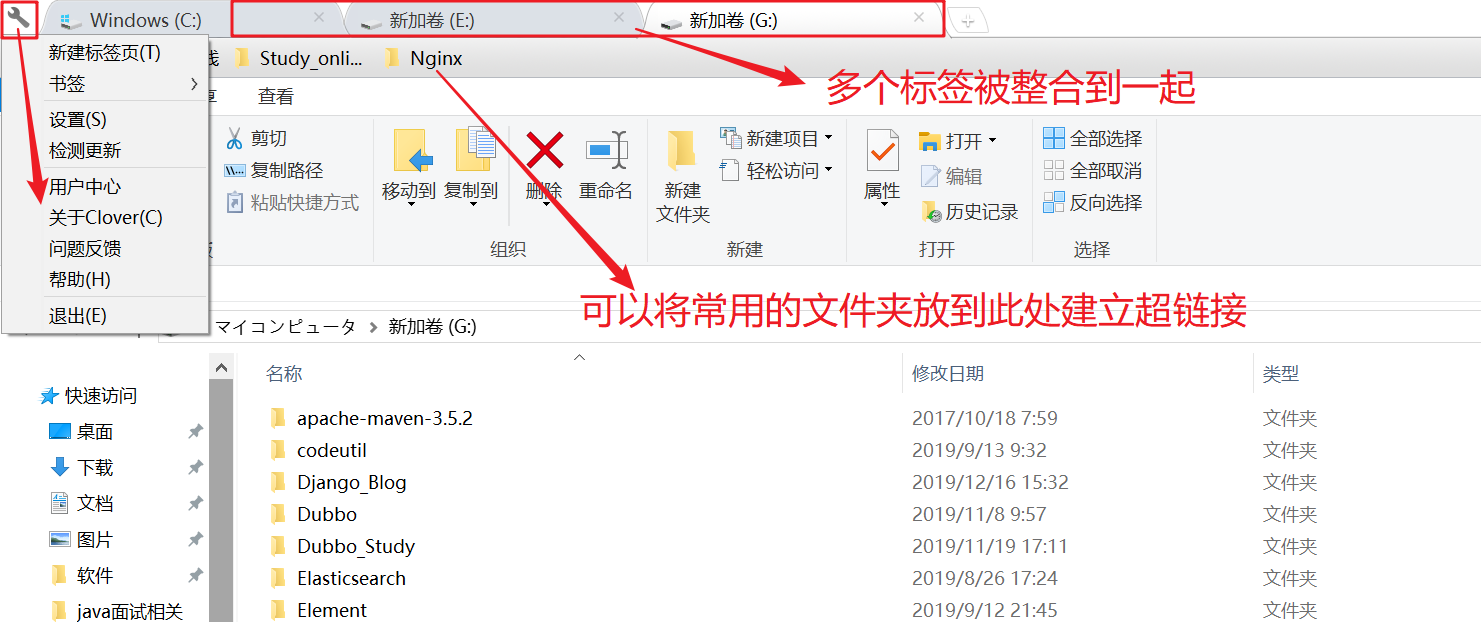 Windows (C:)
新加卷 (E:)
新加卷 (G:)
新建标签页(T)
书签
设置(S)
检测更新
用户中心
关于Clover(C)
问题反馈
帮助(H)
退出(E)
Study_onli...
Nginx
多个标签被整合到一起
查看
剪切
复制路径
粘贴快捷方式
移动到
复制到
删除
重命名
组织
新建
文件夹
新建项目
轻松访问
新建
属性
打开
编辑
历史记录
打开
全部选择
全部取消
反向选择
选择
可以将常用的文件夹放到此处建立超链接
マイコンピュータ > 新加卷 (G:)
快速访问
桌面
下载
文档
图片
软件
java面试相关
名称 修改日期 类型
apache-maven-3.5.2 2017/10/18 7:59 文件夹
codeutil 2019/9/13 9:32 文件夹
Django_Blog 2019/12/16 15:32 文件夹
Dubbo 2019/11/8 9:57 文件夹
Dubbo_Study 2019/11/19 17:11 文件夹
Elasticsearch 2019/8/26 17:24 文件夹
Element 2019/9/12 21:45 文件夹